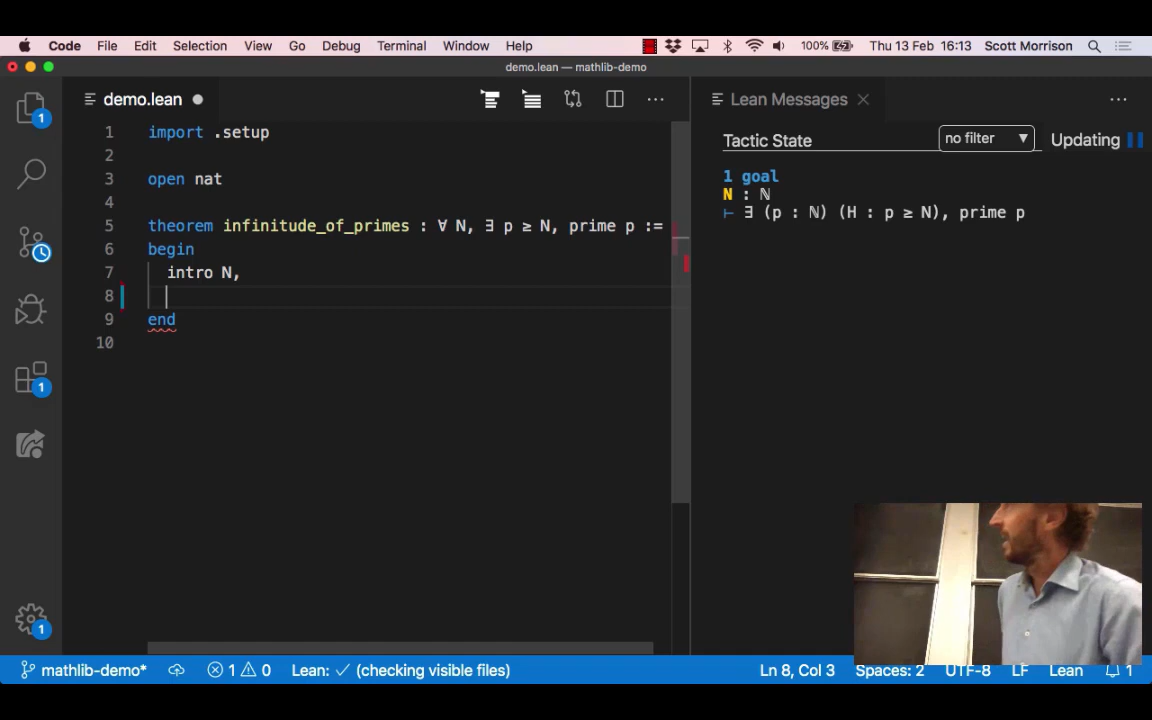 Code File Edit Selection View Go Debug Terminal Window Help 100% Thu 13 Feb 16:13 Scott Morrison
demo.lean — mathlib-demo
demo.lean
Lean Messages
1 import .setup
2
3 open nat
4
5 theorem infinitude_of_primes : ∀ N, ∃ p ≥ N, prime p :=
6 begin
7 intro N,
8
9 end
10
Tactic State no filter ▼ Updating
1 goal
N : ℕ
⊢ ∃ (p : ℕ) (H : p ≥ N), prime p
1
1
1
mathlib-demo* 1 0 Lean: ✓ (checking visible files) Ln 8, Col 3 Spaces: 2 UTF-8 LF Lean 1